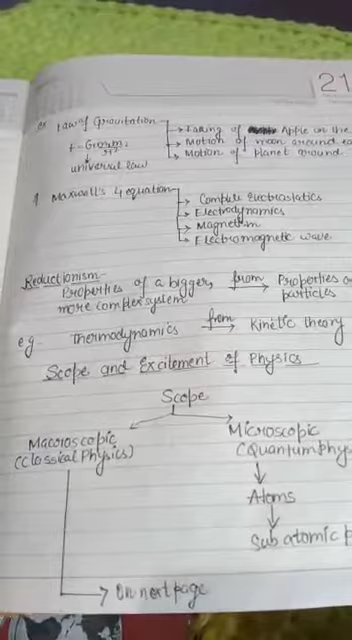 21
Law of Gravitation → Falling of Apple on the
F = Gm₁m₂/r² → Motion of moon around ea
↓ → Motion of planet around
universal law
Maxwell's 4 equation → Complete Electrostatics
→ Electrodynamics
→ Magnetism
→ Electromagnetic wave
Reductionism-
Properties of a bigger, from → Properties o
more complex system particles
eg. Thermodynamics from → Kinetic theory
Scope and Excitement of Physics
Scope
Macroscopic Microscopic
(Classical Physics) (Quantum phy
↓
Atoms
↓
Sub atomic p
→ On next page